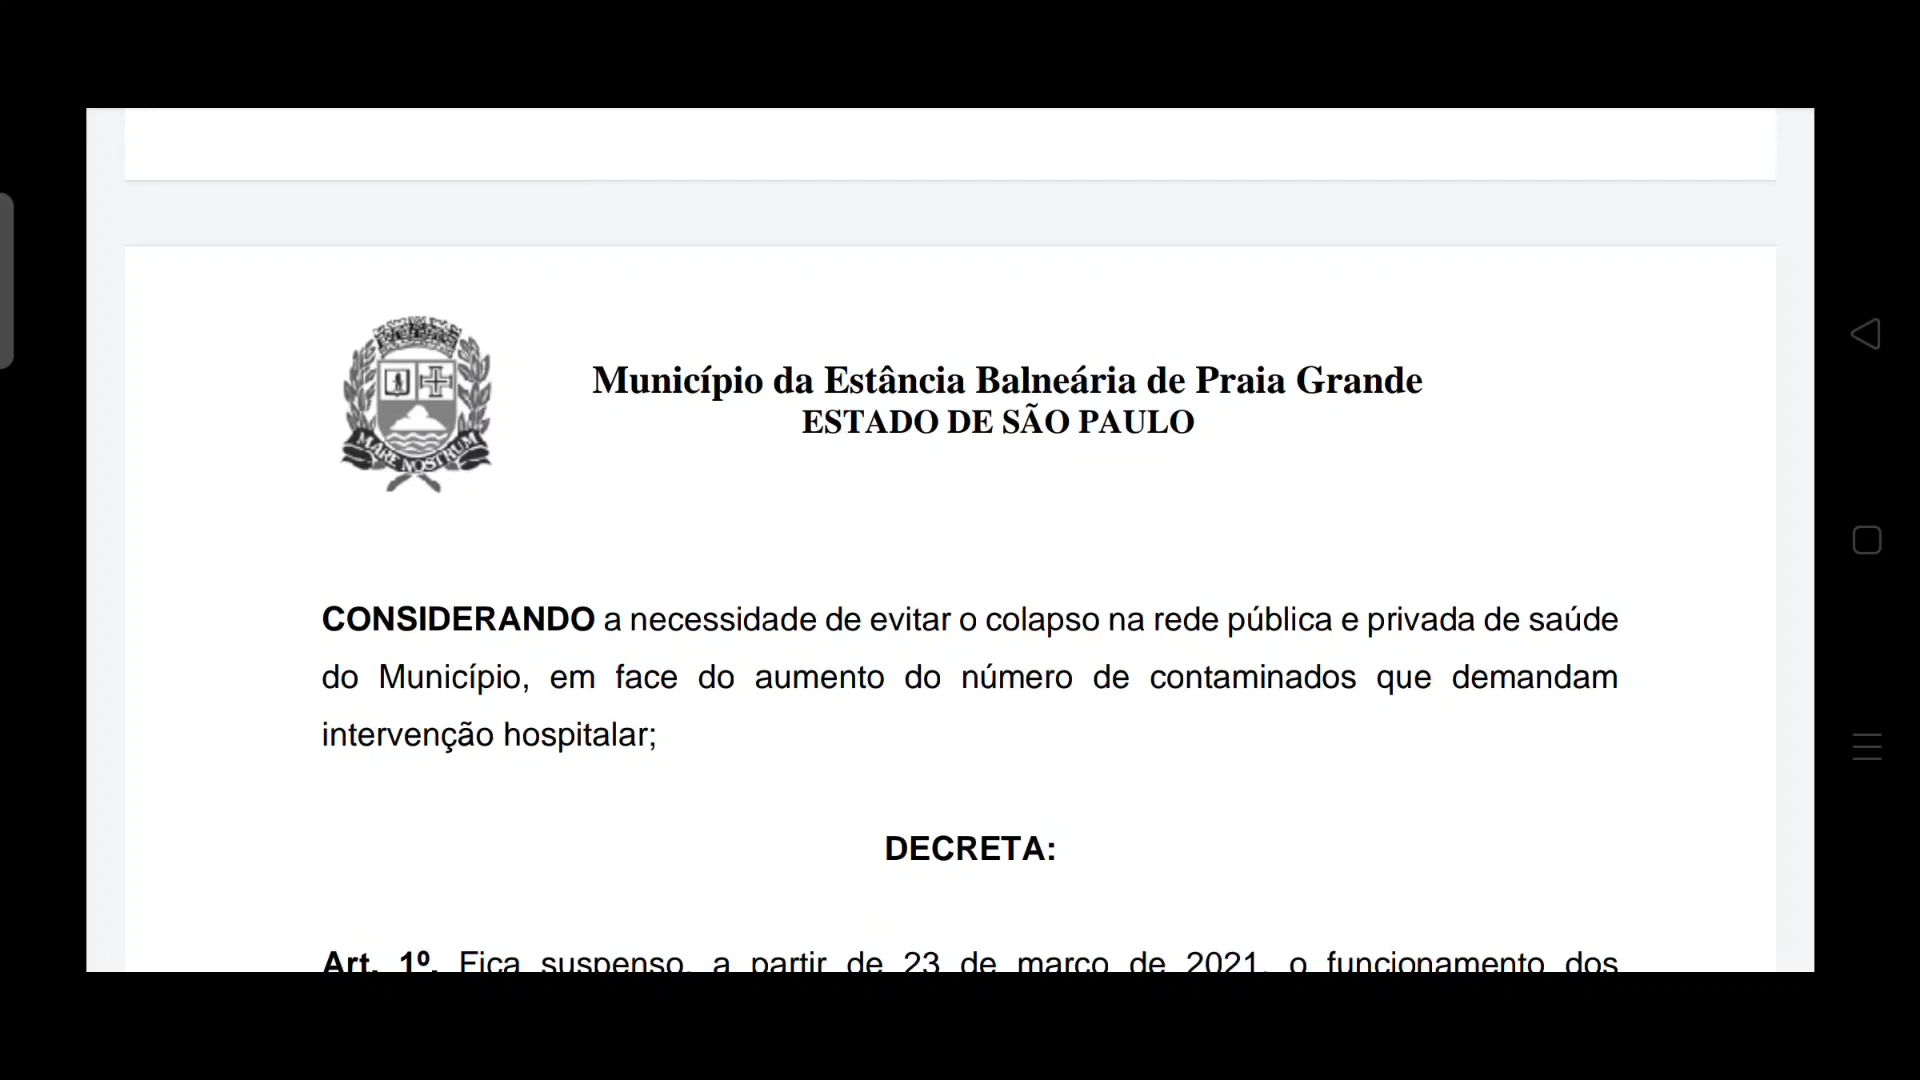 Município da Estância Balneária de Praia Grande
ESTADO DE SÃO PAULO
MARE NOSTRUM
CONSIDERANDO a necessidade de evitar o colapso na rede pública e privada de saúde
do Município, em face do aumento do número de contaminados que demandam
intervenção hospitalar;
DECRETA:
Art. 1º. Fica suspenso, a partir de 23 de março de 2021, o funcionamento dos